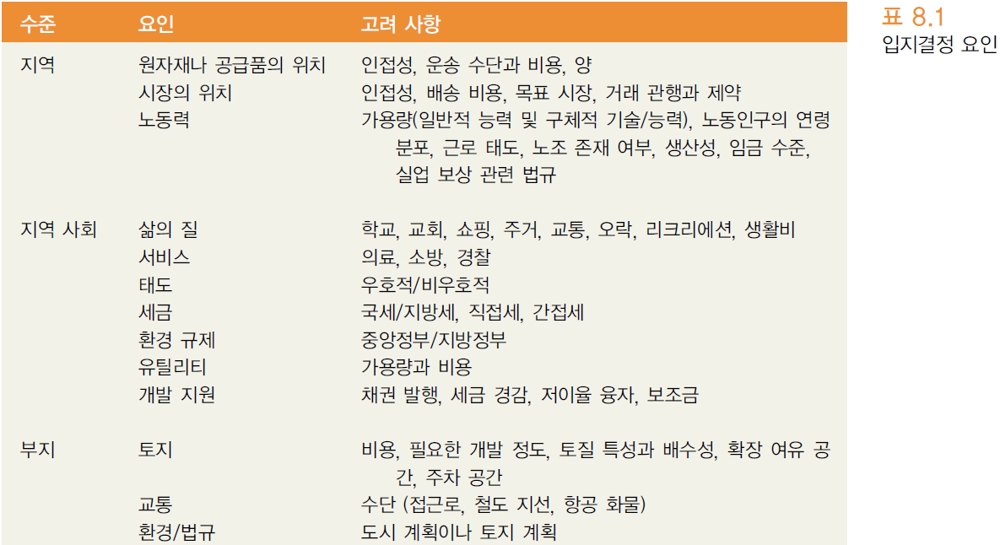 수준 요인 고려 사항
지역 원자재나 공급품의 위치 인접성, 운송 수단과 비용, 양
시장의 위치 인접성, 배송 비용, 목표 시장, 거래 관행과 제약
노동력 가용량(일반적 능력 및 구체적 기술/능력), 노동인구의 연령
분포, 근로 태도, 노조 존재 여부, 생산성, 임금 수준,
실업 보상 관련 법규
지역 사회 삶의 질 학교, 교회, 쇼핑, 주거, 교통, 오락, 리크리에션, 생활비
서비스 의료, 소방, 경찰
태도 우호적/비우호적
세금 국세/지방세, 직접세, 간접세
환경 규제 중앙정부/지방정부
유틸리티 가용량과 비용
개발 지원 채권 발행, 세금 경감, 저이율 융자, 보조금
부지 토지 비용, 필요한 개발 정도, 토질 특성과 배수성, 확장 여유 공
간, 주차 공간
교통 수단 (접근로, 철도 지선, 항공 화물)
환경/법규 도시 계획이나 토지 계획
표 8.1
입지결정 요인